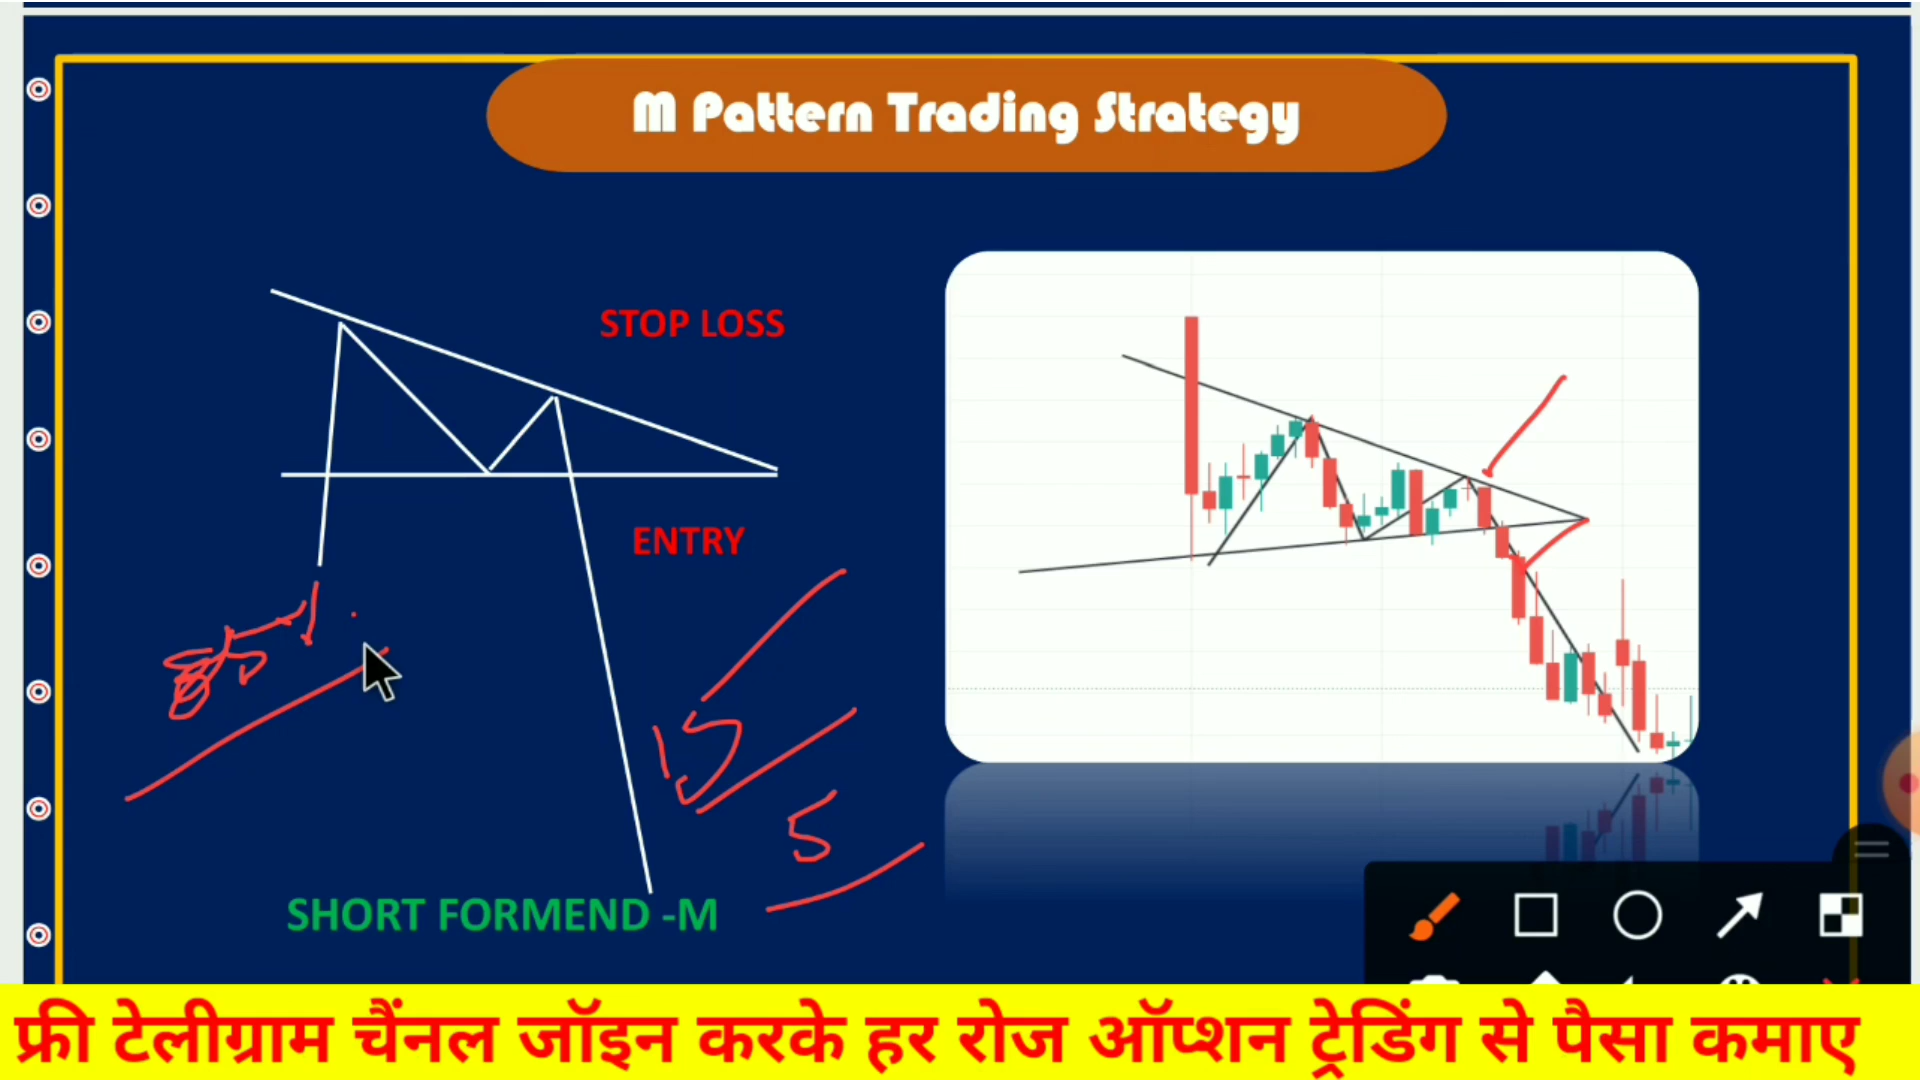 M Pattern Trading Strategy
STOP LOSS
ENTRY
15
5
SHORT FORMEND -M
फ्री टेलीग्राम चैंनल जॉइन करके हर रोज ऑप्शन ट्रेडिंग से पैसा कमाए